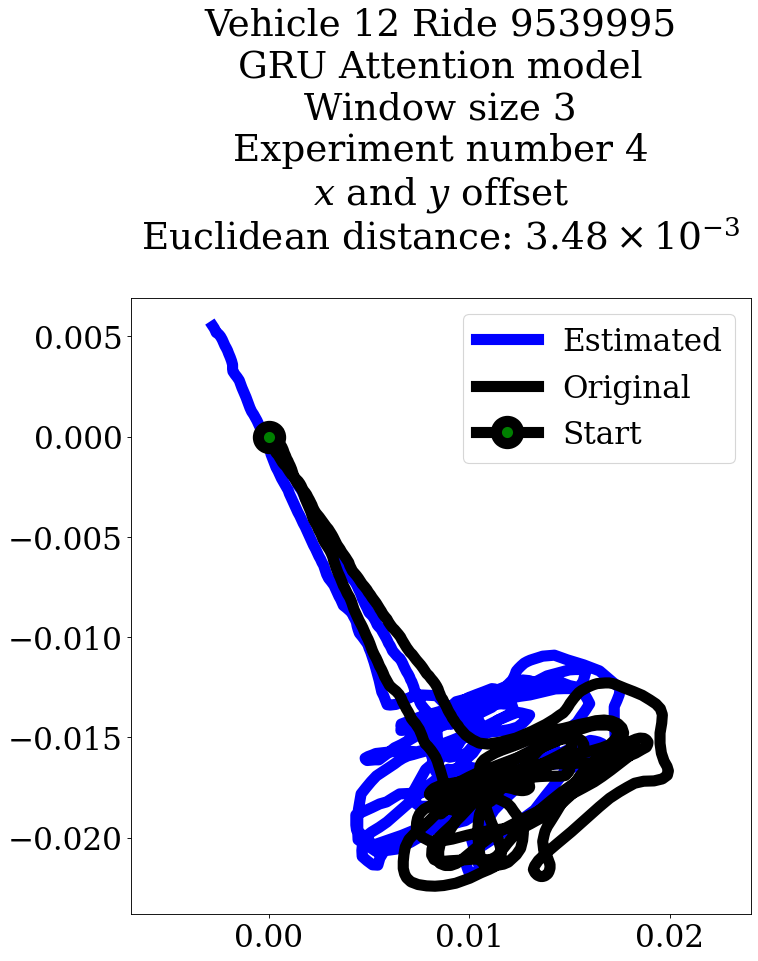 Vehicle 12 Ride 9539995
GRU Attention model
Window size 3
Experiment number 4
x and y offset
Euclidean distance: 3.48 × 10⁻³
Estimated
Original
Start
0.005
0.000
−0.005
−0.010
−0.015
−0.020
0.00 0.01 0.02